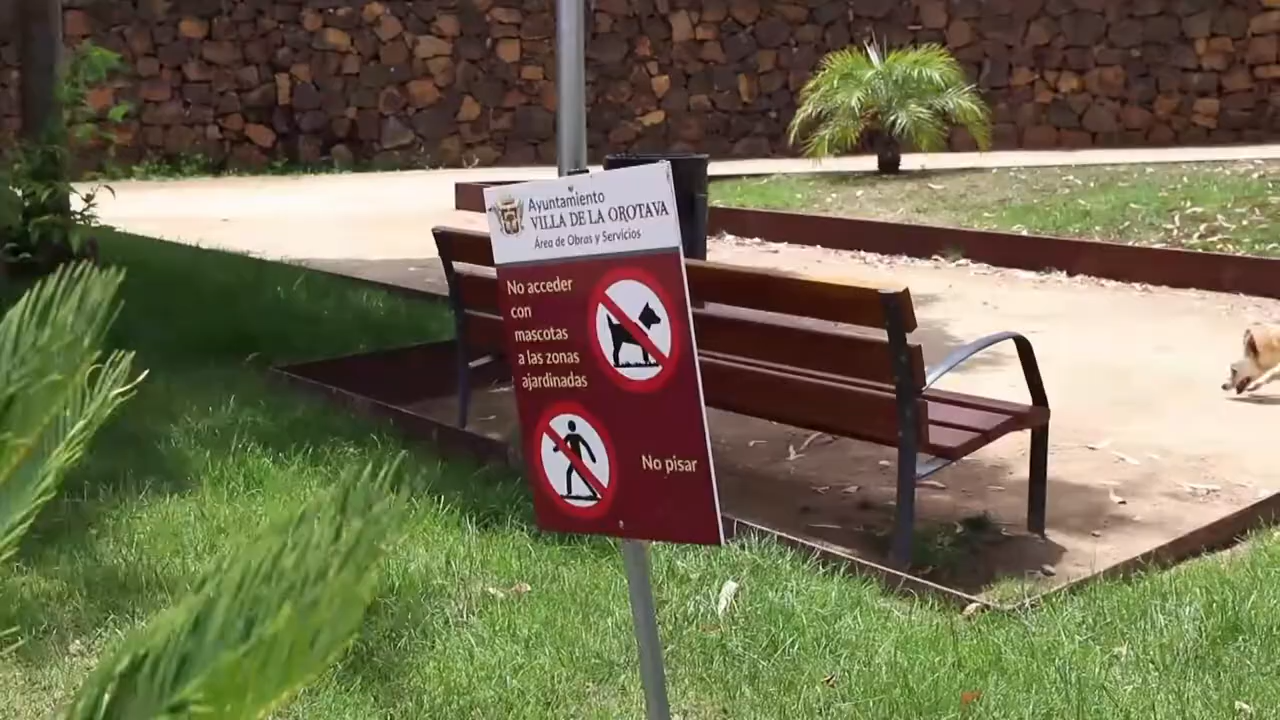 Ayuntamiento
VILLA DE LA OROTAVA
Área de Obras y Servicios
No acceder
con
mascotas
a las zonas
ajardinadas
No pisar